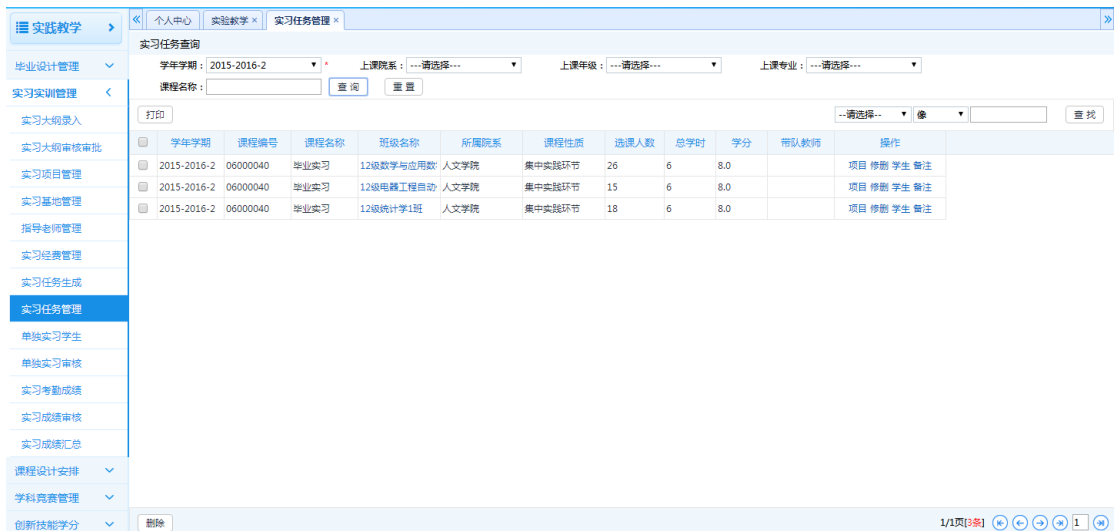 实践教学
毕业设计管理
实习实训管理
实习大纲录入
实习大纲审核审批
实习项目管理
实习基地管理
指导老师管理
实习经费管理
实习任务生成
实习任务管理
单独实习学生
单独实习审核
实习考勤成绩
实习成绩审核
实习成绩汇总
课程设计安排
学科竞赛管理
创新技能学分
个人中心 实验教学 × 实习任务管理 ×
实习任务查询
学年学期： 2015-2016-2 * 上课院系： ---请选择--- 上课年级： ---请选择--- 上课专业： ---请选择---
课程名称： 查 询 重 置
打印 --请选择-- 像 查 找
学年学期 课程编号 课程名称 班级名称 所属院系 课程性质 选课人数 总学时 学分 带队教师 操作
2015-2016-2 06000040 毕业实习 12级数学与应用数 人文学院 集中实践环节 26 6 8.0 项目 修删 学生 备注
2015-2016-2 06000040 毕业实习 12级电器工程自动 人文学院 集中实践环节 15 6 8.0 项目 修删 学生 备注
2015-2016-2 06000040 毕业实习 12级统计学1班 人文学院 集中实践环节 18 6 8.0 项目 修删 学生 备注
删除 1/1页[3条] 1